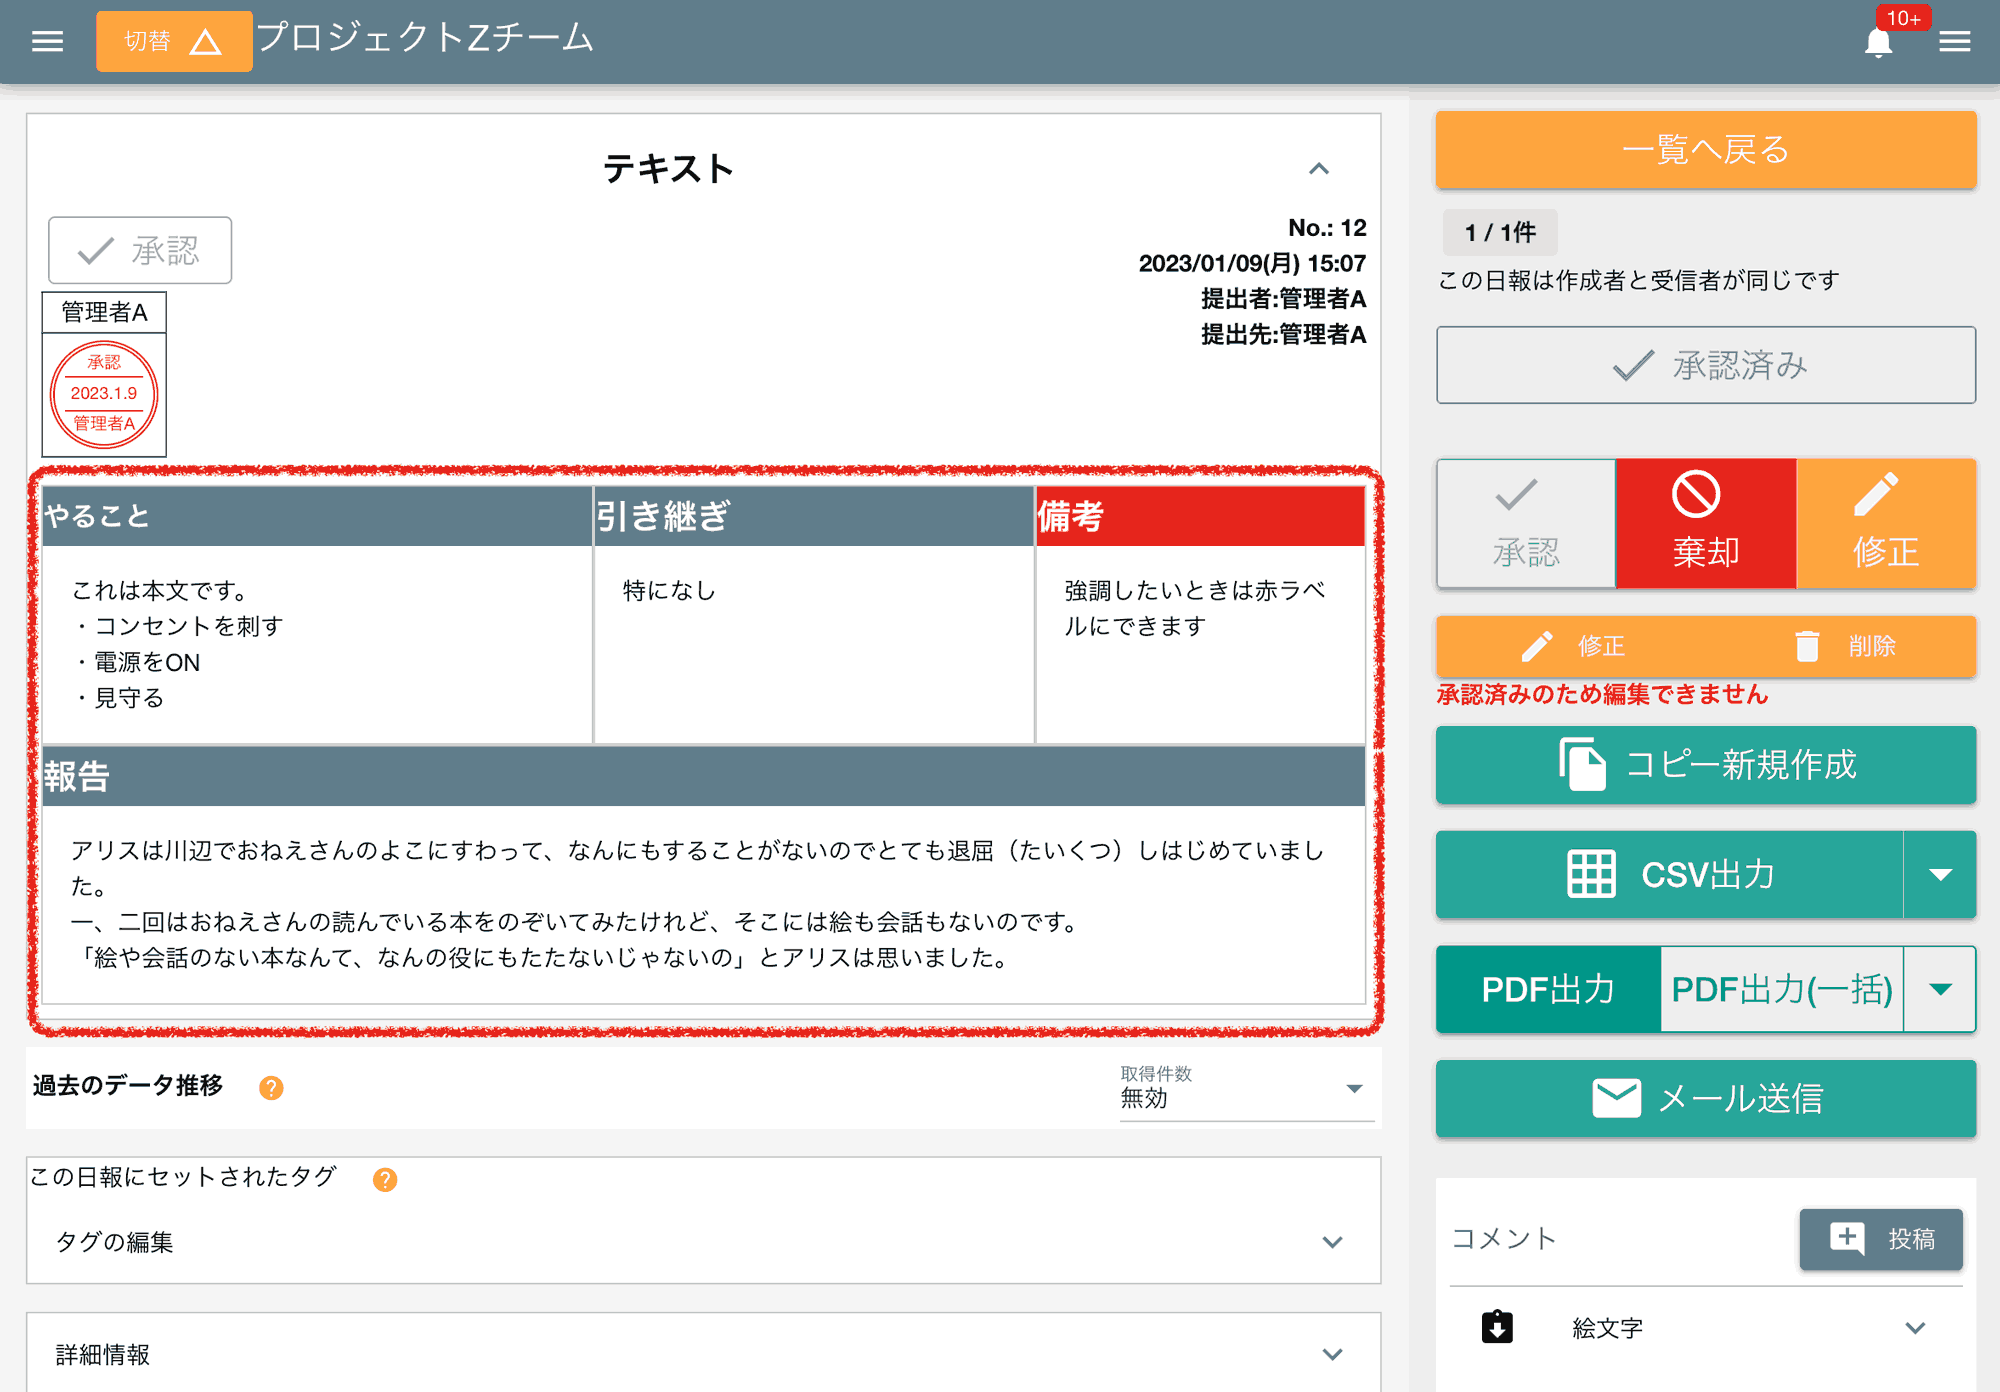 切替 プロジェクトZチーム
10+
テキスト
承認
No.: 12
2023/01/09(月) 15:07
提出者:管理者A
提出先:管理者A
管理者A
承認
2023.1.9
管理者A
やること
引き継ぎ
備考
これは本文です。
・コンセントを刺す
・電源をON
・見守る
特になし
強調したいときは赤ラベ
ルにできます
報告
アリスは川辺でおねえさんのよこにすわって、なんにもすることがないのでとても退屈（たいくつ）しはじめていまし
た。
一、二回はおねえさんの読んでいる本をのぞいてみたけれど、そこには絵も会話もないのです。
「絵や会話のない本なんて、なんの役にもたたないじゃないの」とアリスは思いました。
過去のデータ推移 ?
取得件数
無効
この日報にセットされたタグ ?
タグの編集
詳細情報
一覧へ戻る
1 / 1件
この日報は作成者と受信者が同じです
承認済み
承認
棄却
修正
修正
削除
承認済みのため編集できません
コピー新規作成
CSV出力
PDF出力
PDF出力(一括)
メール送信
コメント
投稿
絵文字